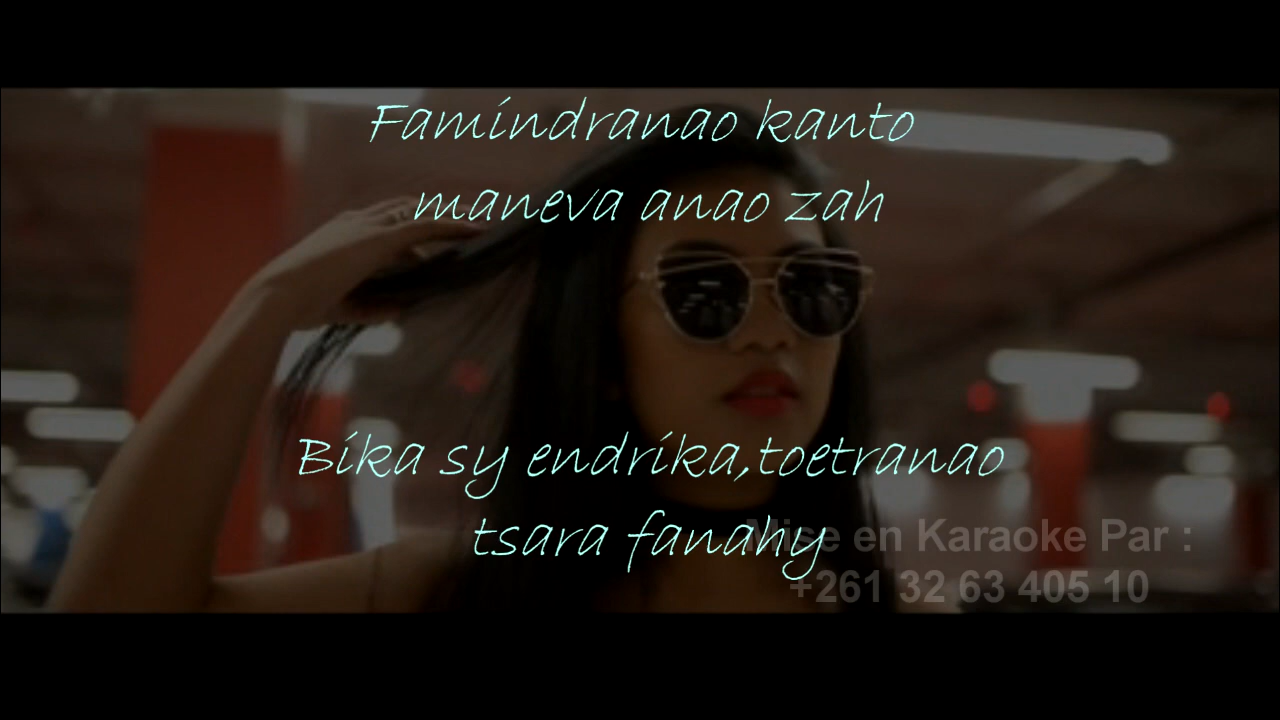 Famindranao kanto
maneva anao zah
Bika sy endrika,toetranao
tsara fanahy
Mise en Karaoke Par :
+261 32 63 405 10